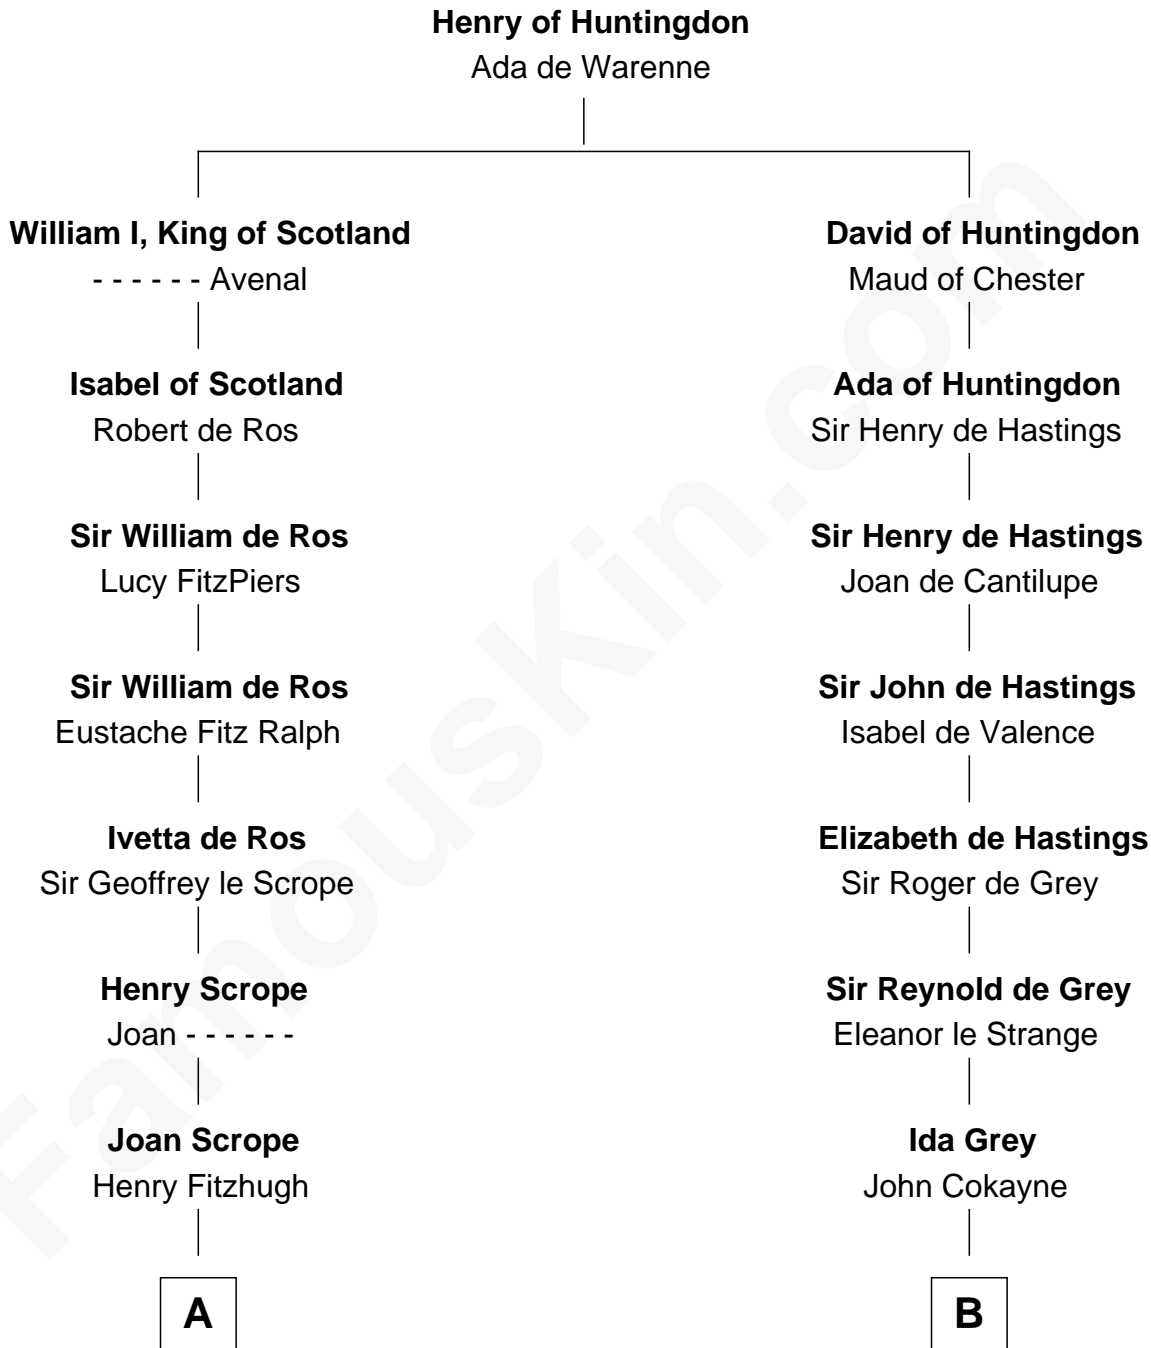 Henry of Huntingdon
Ada de Warenne
William I, King of Scotland
- - - - - - Avenal
David of Huntingdon
Maud of Chester
Isabel of Scotland
Robert de Ros
Ada of Huntingdon
Sir Henry de Hastings
Sir William de Ros
Lucy FitzPiers
Sir Henry de Hastings
Joan de Cantilupe
Sir William de Ros
Eustache Fitz Ralph
Sir John de Hastings
Isabel de Valence
Ivetta de Ros
Sir Geoffrey le Scrope
Elizabeth de Hastings
Sir Roger de Grey
Henry Scrope
Joan - - - - - -
Sir Reynold de Grey
Eleanor le Strange
Joan Scrope
Henry Fitzhugh
Ida Grey
John Cokayne
A
B
FamousKin.com